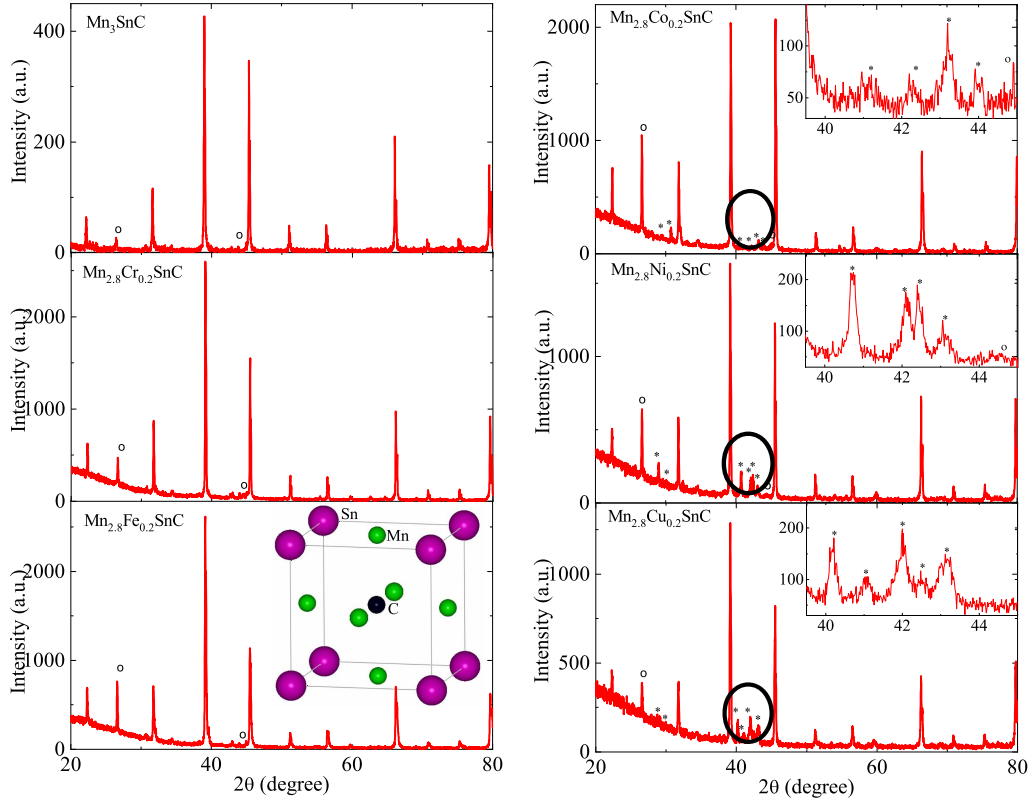 Mn3SnC
400
200
0
Intensity (a.u.)
o
o
Mn2.8Cr0.2SnC
2000
1000
0
Intensity (a.u.)
o
o
Mn2.8Fe0.2SnC
2000
1000
0
Intensity (a.u.)
o
o
Sn
Mn
C
20 40 60 80
2θ (degree)
Mn2.8Co0.2SnC
2000
1000
0
Intensity (a.u.)
o
* *
* * * * o
100
50
* * * * o
40 42 44
Mn2.8Ni0.2SnC
1000
0
Intensity (a.u.)
o
* *
* * * * o
200
100
* * * * o
40 42 44
Mn2.8Cu0.2SnC
1000
500
0
Intensity (a.u.)
o
* *
* * * *
200
100
* * * * *
40 42 44
20 40 60 80
2θ (degree)